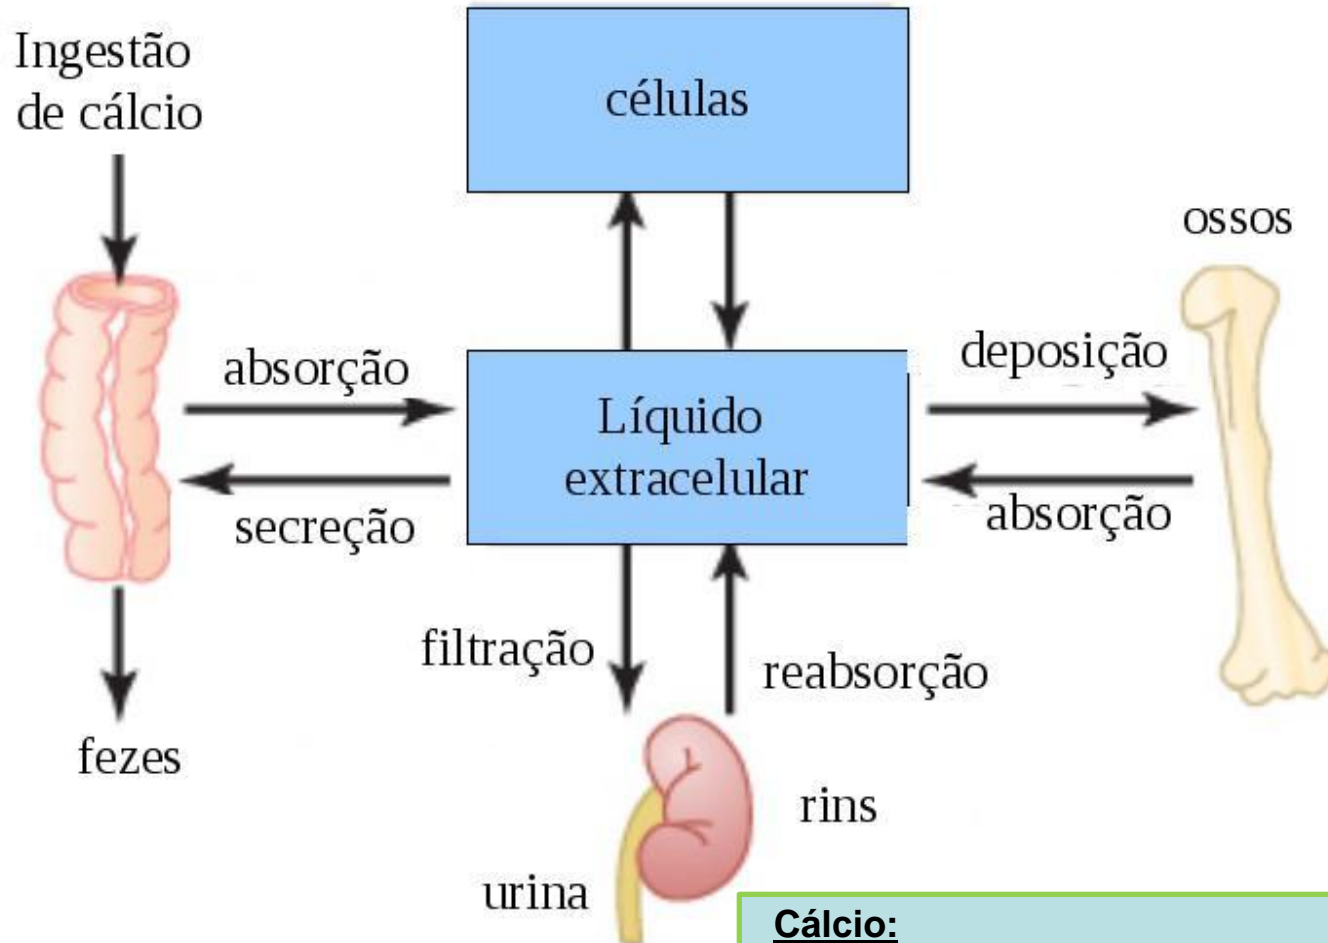 Ingestão
de cálcio
células
ossos
absorção
deposição
Líquido
extracelular
secreção
absorção
filtração
reabsorção
fezes
rins
urina
Cálcio: